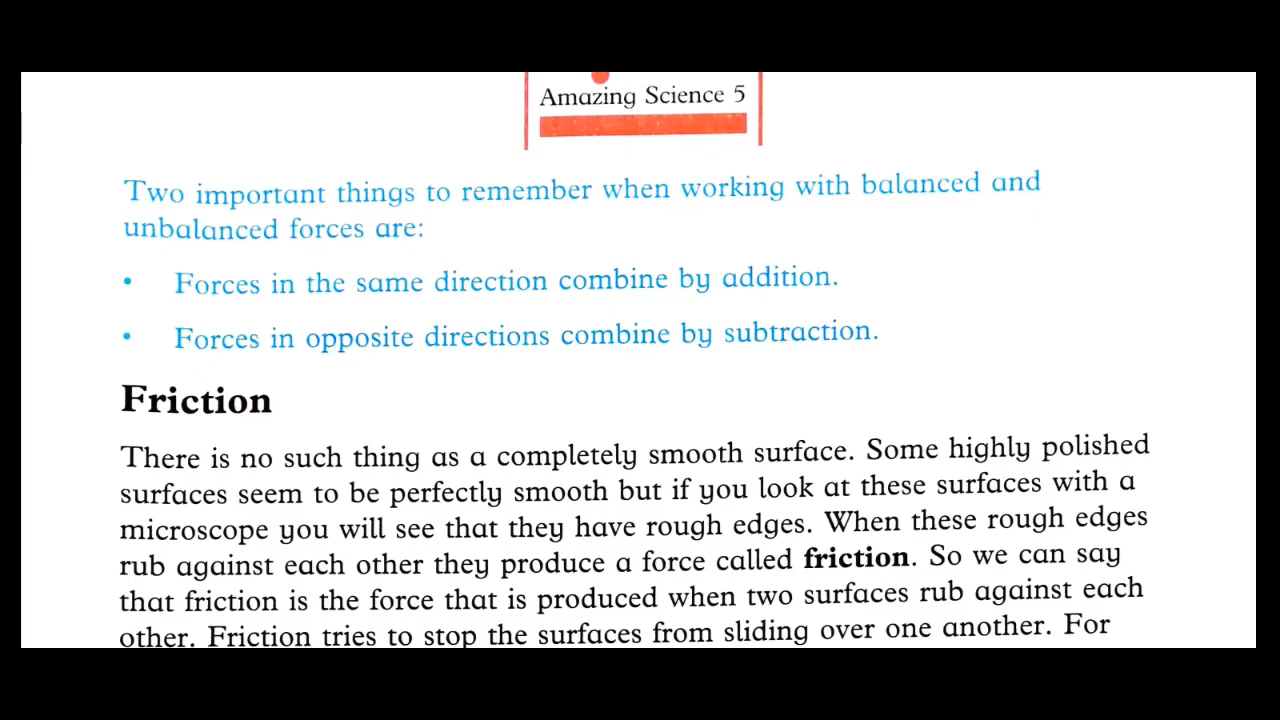 Amazing Science 5
Two important things to remember when working with balanced and
unbalanced forces are:
• Forces in the same direction combine by addition.
• Forces in opposite directions combine by subtraction.
Friction
There is no such thing as a completely smooth surface. Some highly polished
surfaces seem to be perfectly smooth but if you look at these surfaces with a
microscope you will see that they have rough edges. When these rough edges
rub against each other they produce a force called friction. So we can say
that friction is the force that is produced when two surfaces rub against each
other. Friction tries to stop the surfaces from sliding over one another. For